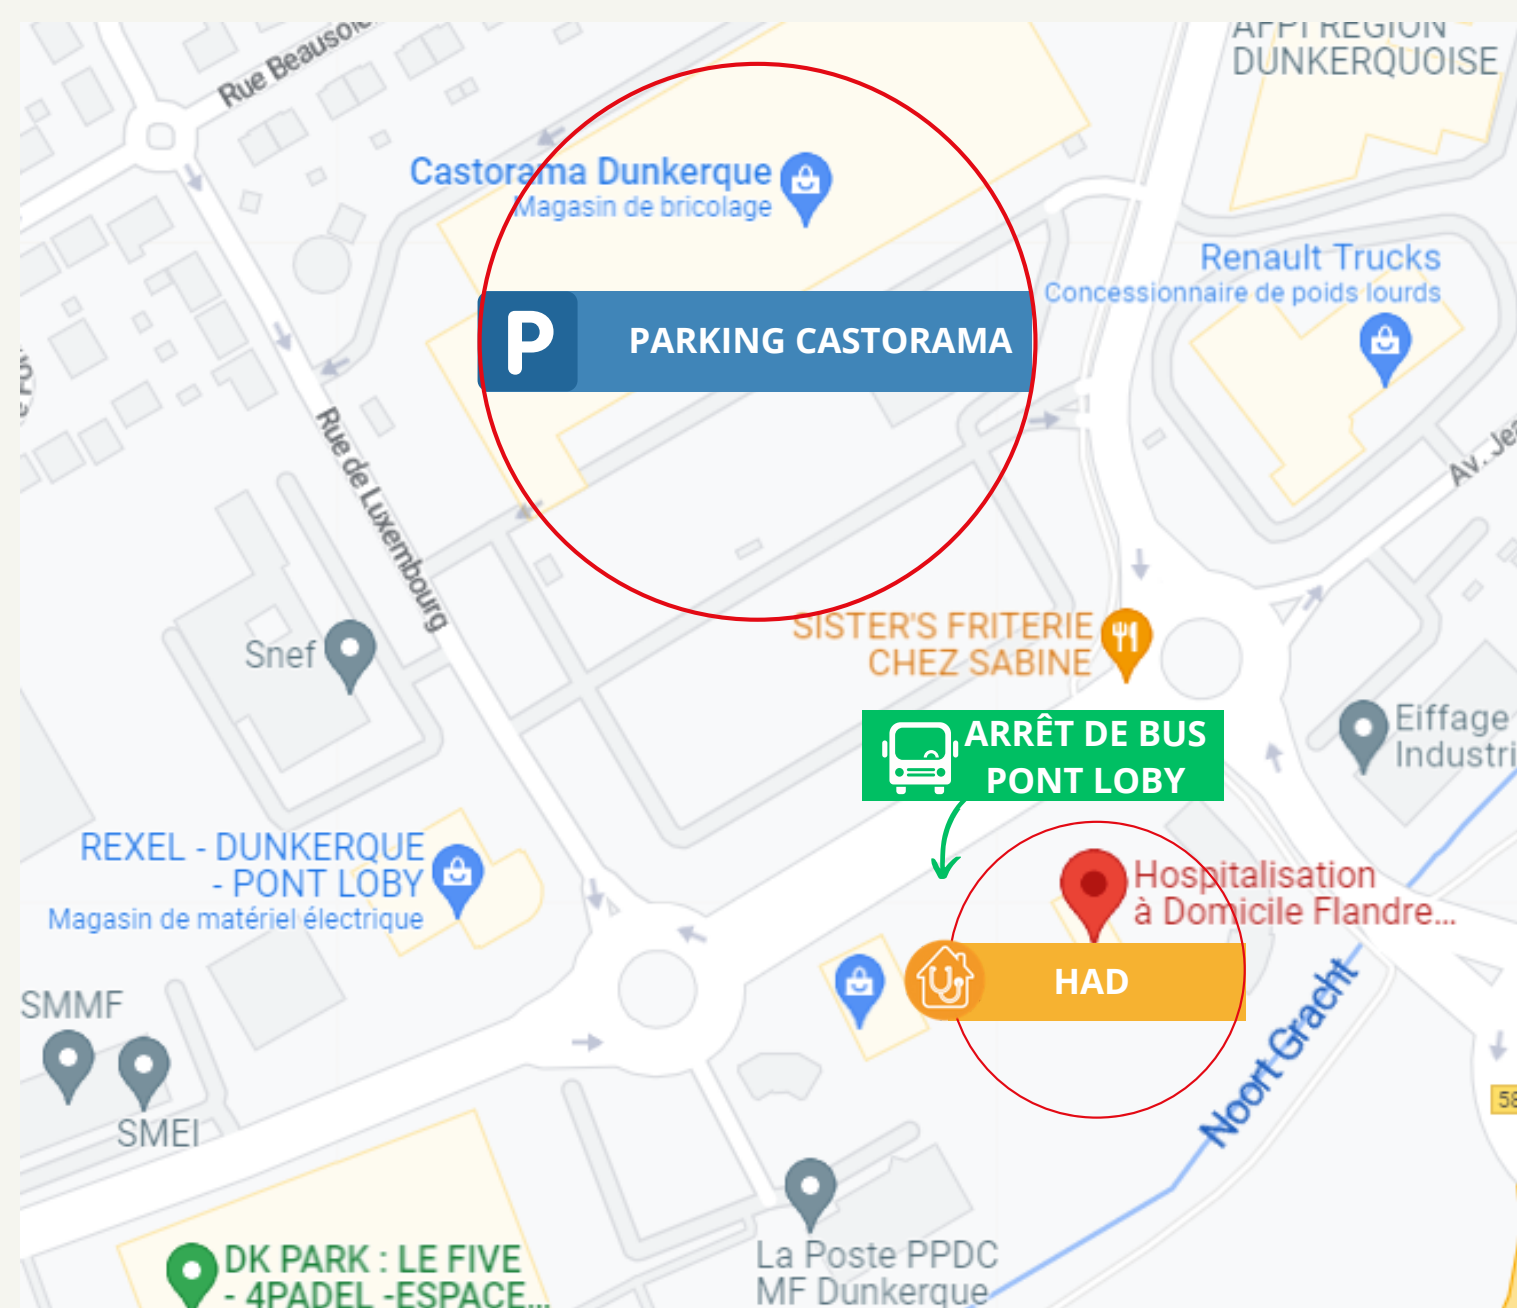 AFPI REGION
DUNKERQUOISE
Rue Beausoleil
Castorama Dunkerque
Magasin de bricolage
Renault Trucks
Concessionnaire de poids lourds
P
PARKING CASTORAMA
Av. Jea
Rue de Luxembourg
SISTER'S FRITERIE
CHEZ SABINE
Snef
Eiffage
Industri
ARRÊT DE BUS
PONT LOBY
REXEL - DUNKERQUE
- PONT LOBY
Magasin de matériel électrique
Hospitalisation
à Domicile Flandre...
HAD
SMMF
SMEI
Noort Gracht
58
La Poste PPDC
MF Dunkerque
DK PARK : LE FIVE
- 4PADEL -ESPACE...